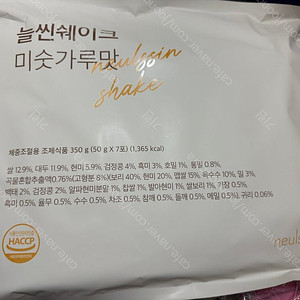 늘씬쉐이크
미숫가루맛
neulssin
shake
체중조절용 조제식품 350 g (50 g X 7포) (1,365 kcal)
쌀 12.9%, 대두 11.9%, 현미 5.9%, 검정콩 4%, 흑미 3%, 호밀 1%, 통밀 0.8%,
곡물혼합추출액0.76%(고형분 8%)(보리 40%, 현미 20%, 맵쌀 15%, 옥수수 10%, 밀 3%,
백태 2%, 검정콩 2%, 알파현미분말 1%, 찹쌀 1%, 발아현미 1%, 쌀보리 1%, 기장 0.5%,
흑미 0.5%, 율무 0.5%, 수수 0.5%, 차조 0.5%, 참깨 0.5%, 들깨 0.5%, 메밀 0.5%), 귀리 0.06%
HACCP
neuls